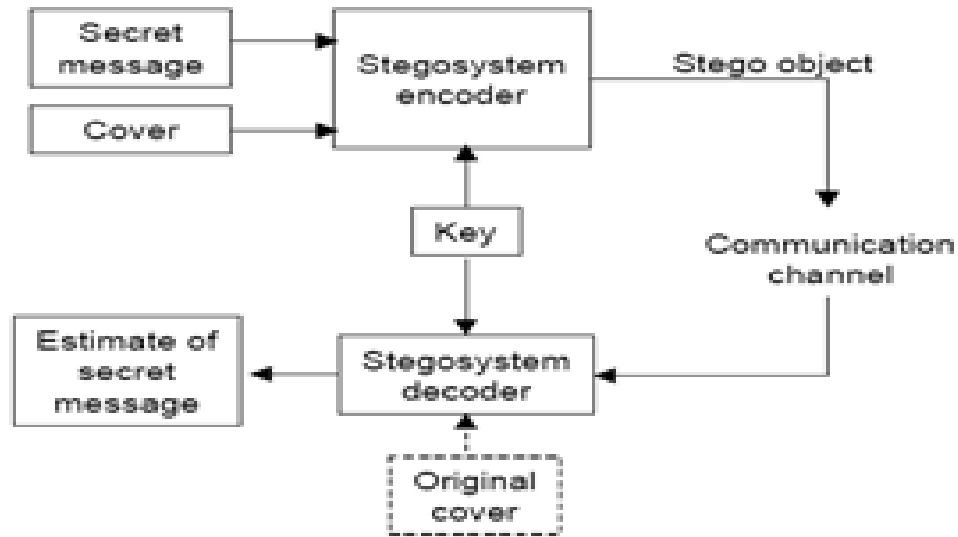 Secret
message
Cover
Stegosystem
encoder
Stego object
Key
Communication
channel
Estimate of
secret
message
Stegosystem
decoder
Original
cover